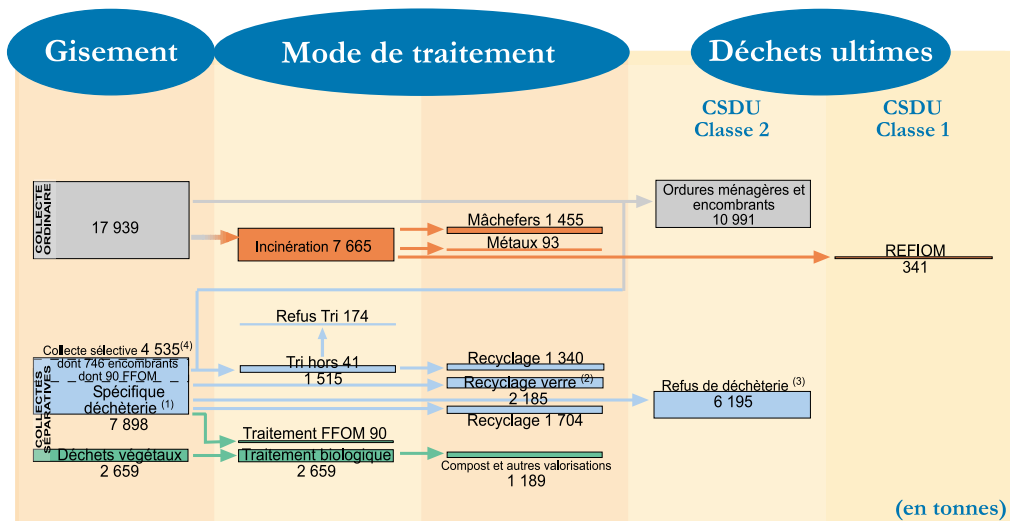 Gisement
Mode de traitement
Déchets ultimes
CSDU
Classe 2
CSDU
Classe 1
COLLECTE
ORDINAIRE
17 939
Ordures ménagères et
encombrants
10 991
Incinération 7 665
Mâchefers 1 455
Métaux 93
REFIOM
341
Refus Tri 174
COLLECTES
SÉPARATIVES
Collecte sélective 4 535(4)
dont 746 encombrants
dont 90 FFOM
Spécifique
déchèterie (1)
7 898
Tri hors 41
1 515
Recyclage 1 340
Recyclage verre (2)
2 185
Recyclage 1 704
Refus de déchèterie (3)
6 195
Traitement FFOM 90
Déchets végétaux
2 659
Traitement biologique
2 659
Compost et autres valorisations
1 189
(en tonnes)